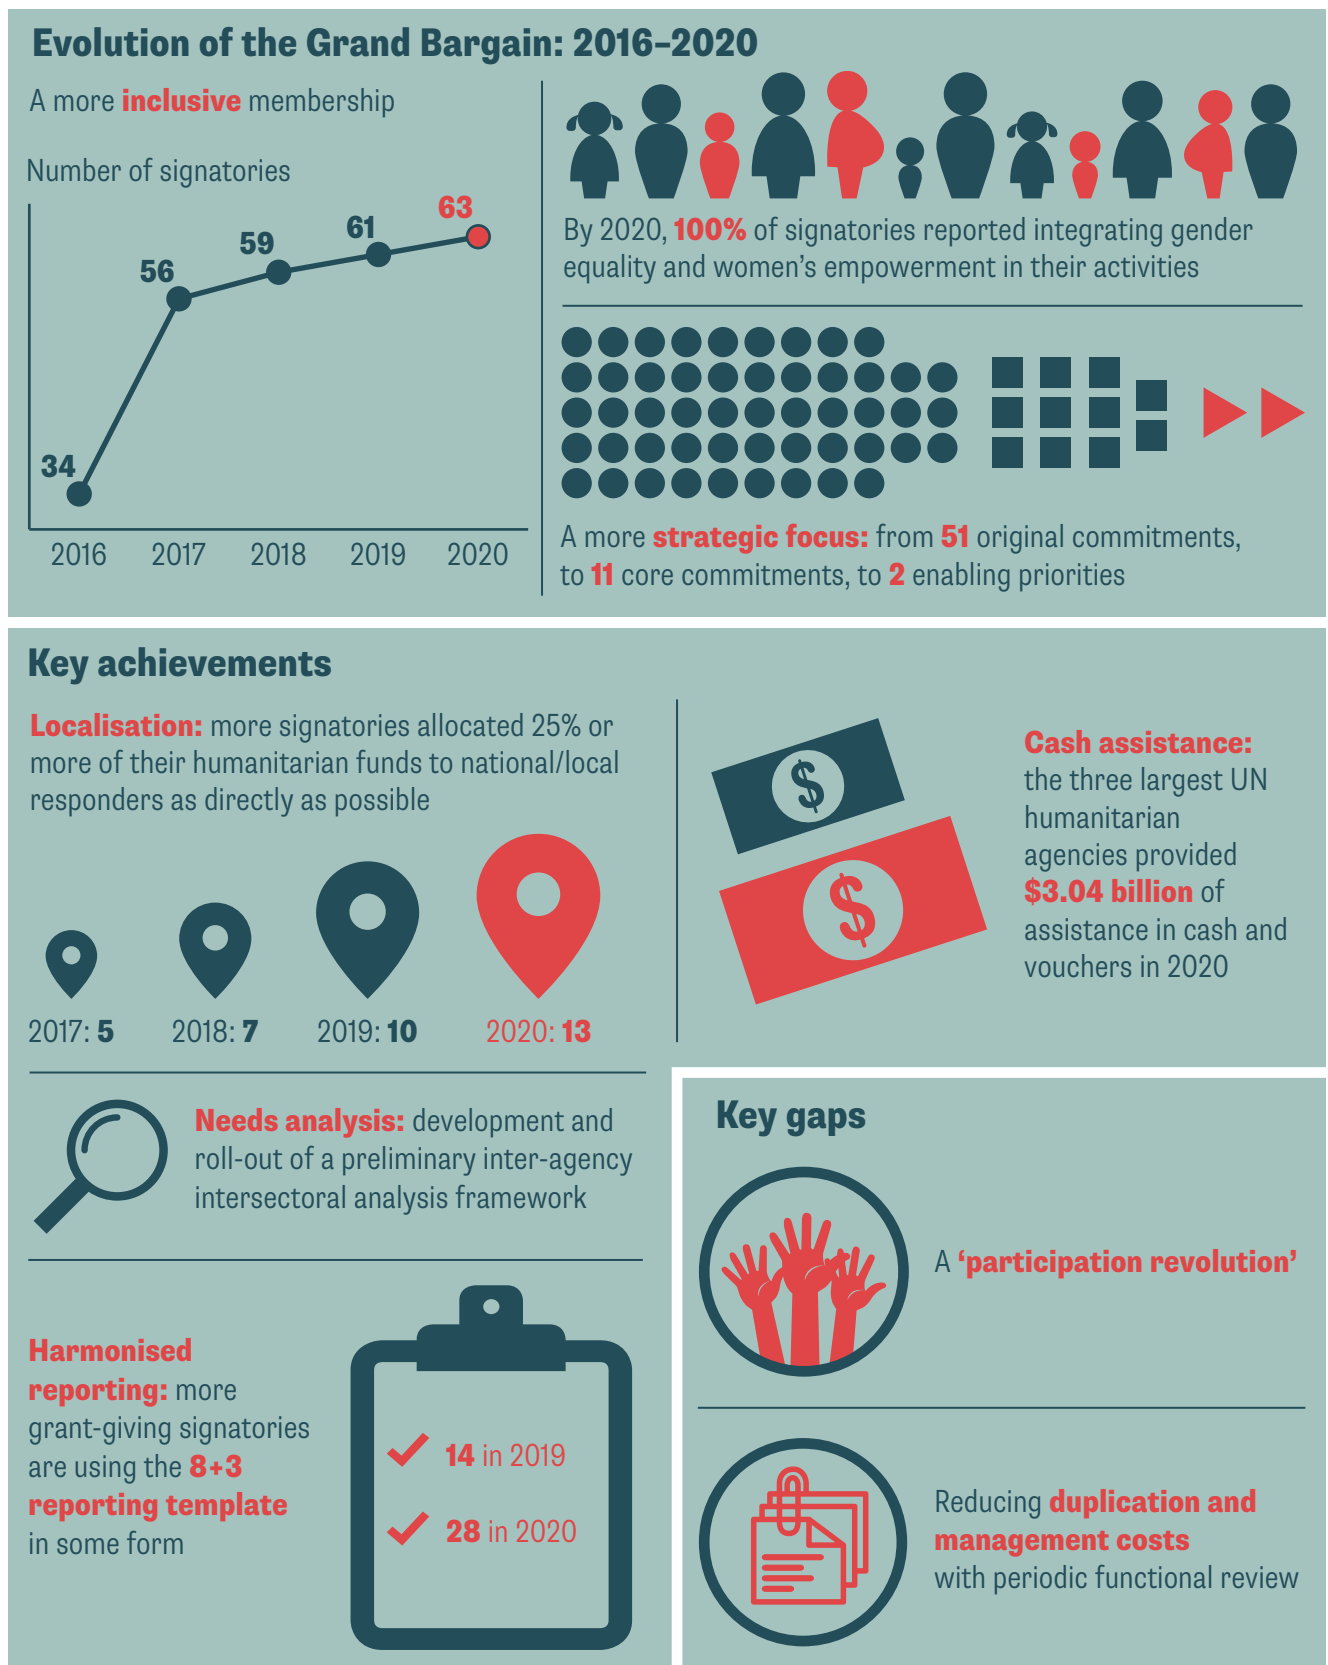 Evolution of the Grand Bargain: 2016–2020
A more inclusive membership
Number of signatories
34
56
59
61
63
2016
2017
2018
2019
2020
By 2020, 100% of signatories reported integrating gender
equality and women’s empowerment in their activities
A more strategic focus: from 51 original commitments,
to 11 core commitments, to 2 enabling priorities
Key achievements
Localisation: more signatories allocated 25% or
more of their humanitarian funds to national/local
responders as directly as possible
2017: 5
2018: 7
2019: 10
2020: 13
$
$
Cash assistance:
the three largest UN
humanitarian
agencies provided
$3.04 billion of
assistance in cash and
vouchers in 2020
Needs analysis: development and
roll-out of a preliminary inter-agency
intersectoral analysis framework
Harmonised
reporting: more
grant-giving signatories
are using the 8+3
reporting template
in some form
14 in 2019
28 in 2020
Key gaps
A ‘participation revolution’
Reducing duplication and
management costs
with periodic functional review